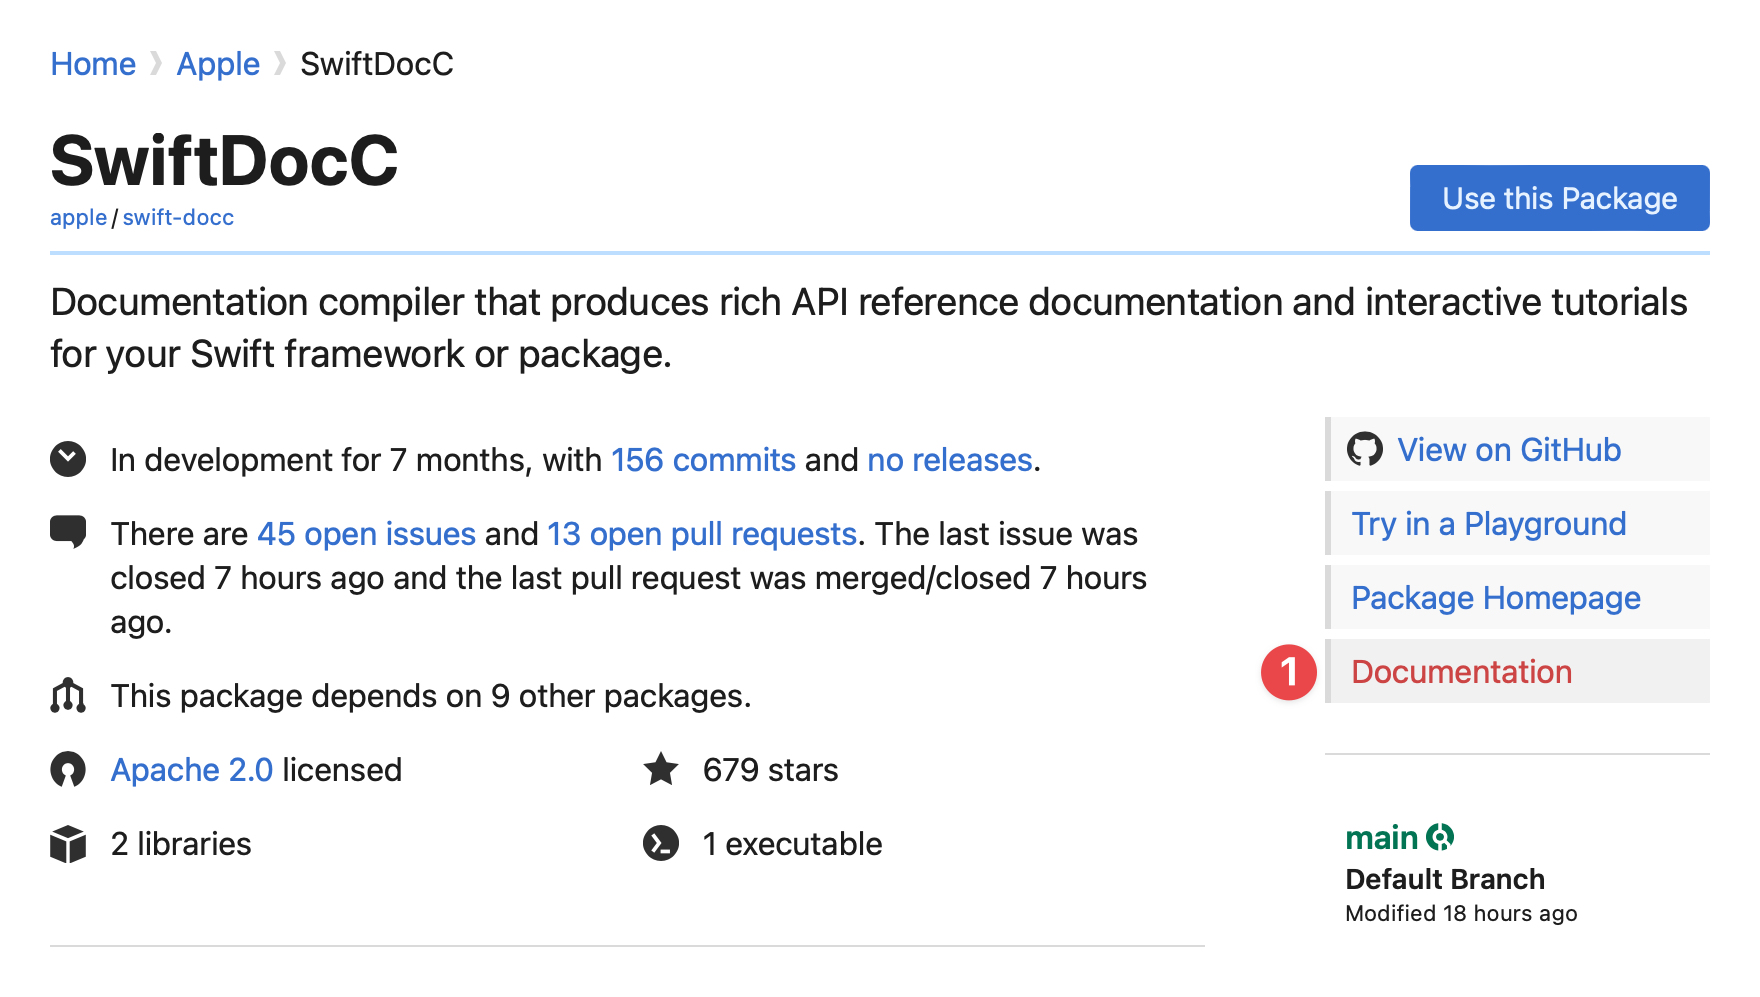 Home › Apple › SwiftDocC
SwiftDocC
apple/swift-docc
Use this Package
Documentation compiler that produces rich API reference documentation and interactive tutorials
for your Swift framework or package.
In development for 7 months, with 156 commits and no releases.
There are 45 open issues and 13 open pull requests. The last issue was
closed 7 hours ago and the last pull request was merged/closed 7 hours
ago.
This package depends on 9 other packages.
Apache 2.0 licensed
679 stars
2 libraries
1 executable
View on GitHub
Try in a Playground
Package Homepage
1
Documentation
main
Default Branch
Modified 18 hours ago